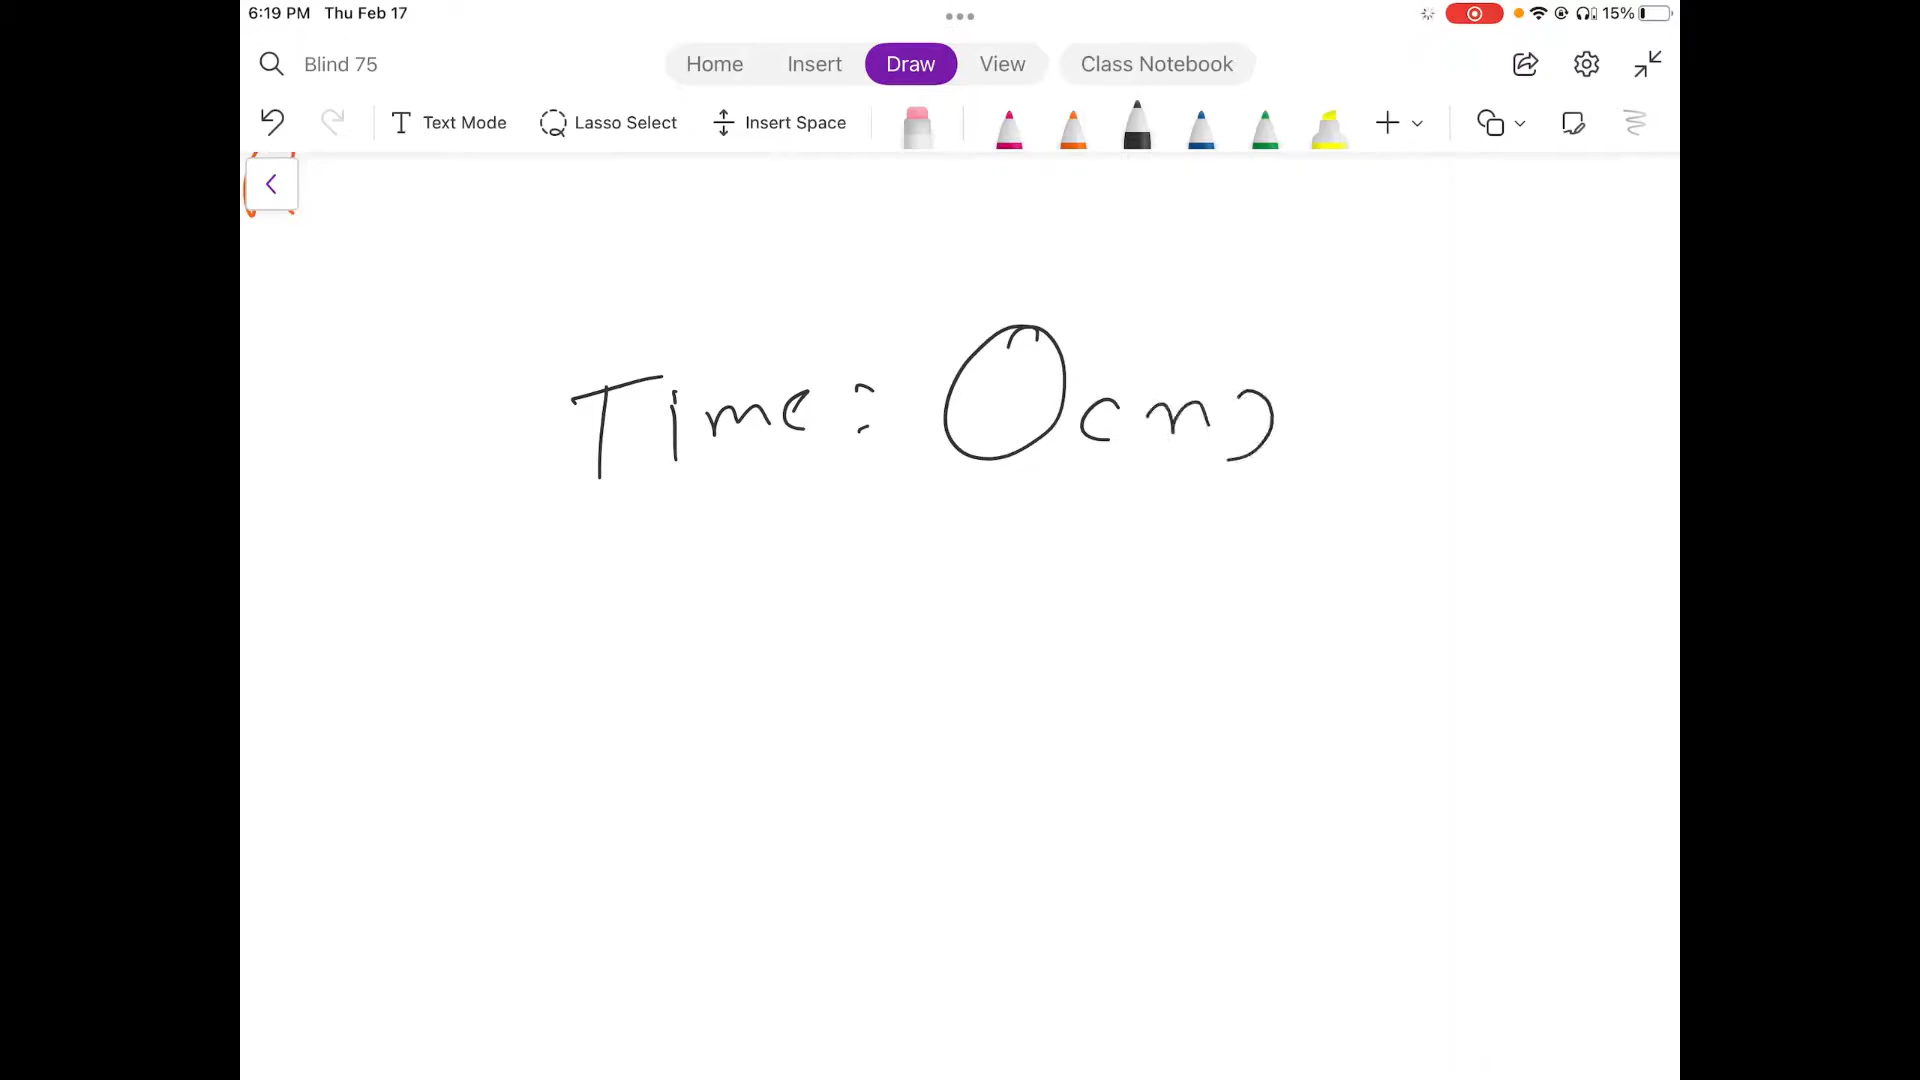 6:19 PM Thu Feb 17 15%
Blind 75 Home Insert Draw View Class Notebook
Text Mode Lasso Select Insert Space
Time: O(n)